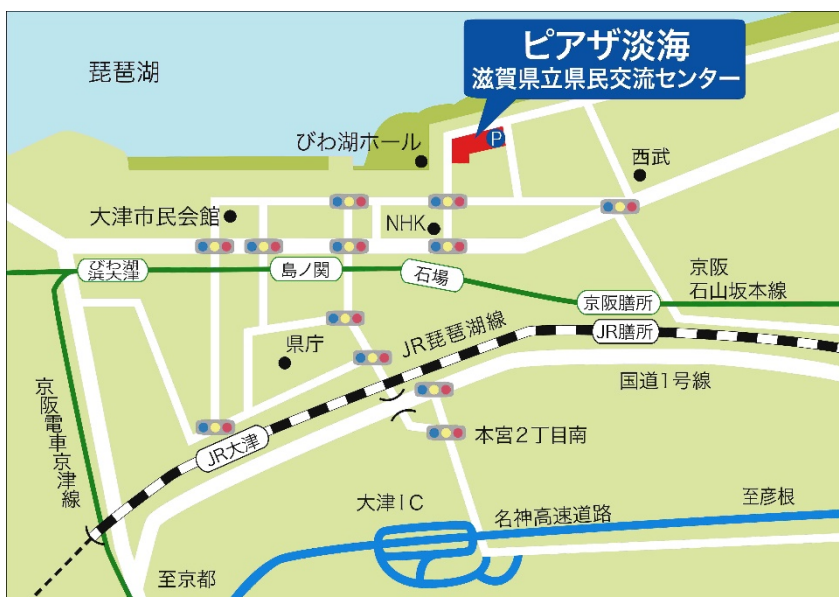 ピアザ淡海
滋賀県立県民交流センター
琵琶湖
P
びわ湖ホール
西武
大津市民会館
NHK
びわ湖
浜大津
島ノ関
石場
京阪膳所
京阪
石山坂本線
JR琵琶湖線
JR膳所
県庁
国道1号線
京阪電車京津線
JR大津
本宮2丁目南
大津IC
名神高速道路
至彦根
至京都